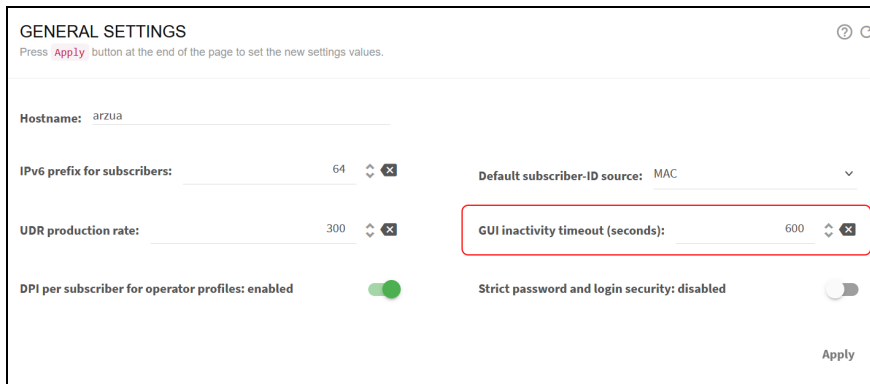 GENERAL SETTINGS
Press Apply button at the end of the page to set the new settings values.
Hostname: arzua
IPv6 prefix for subscribers: 64
Default subscriber-ID source: MAC
UDR production rate: 300
GUI inactivity timeout (seconds): 600
DPI per subscriber for operator profiles: enabled
Strict password and login security: disabled
Apply